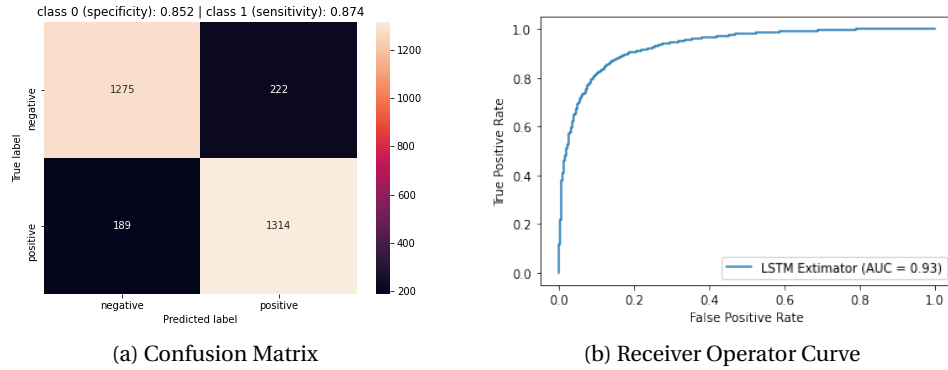 class 0 (specificity): 0.852 | class 1 (sensitivity): 0.874
True label
negative
positive
1275
222
189
1314
negative
positive
Predicted label
1200
1000
800
600
400
200
(a) Confusion Matrix
True Positive Rate
1.0
0.8
0.6
0.4
0.2
0.0
LSTM Extimator (AUC = 0.93)
0.0
0.2
0.4
0.6
0.8
1.0
False Positive Rate
(b) Receiver Operator Curve